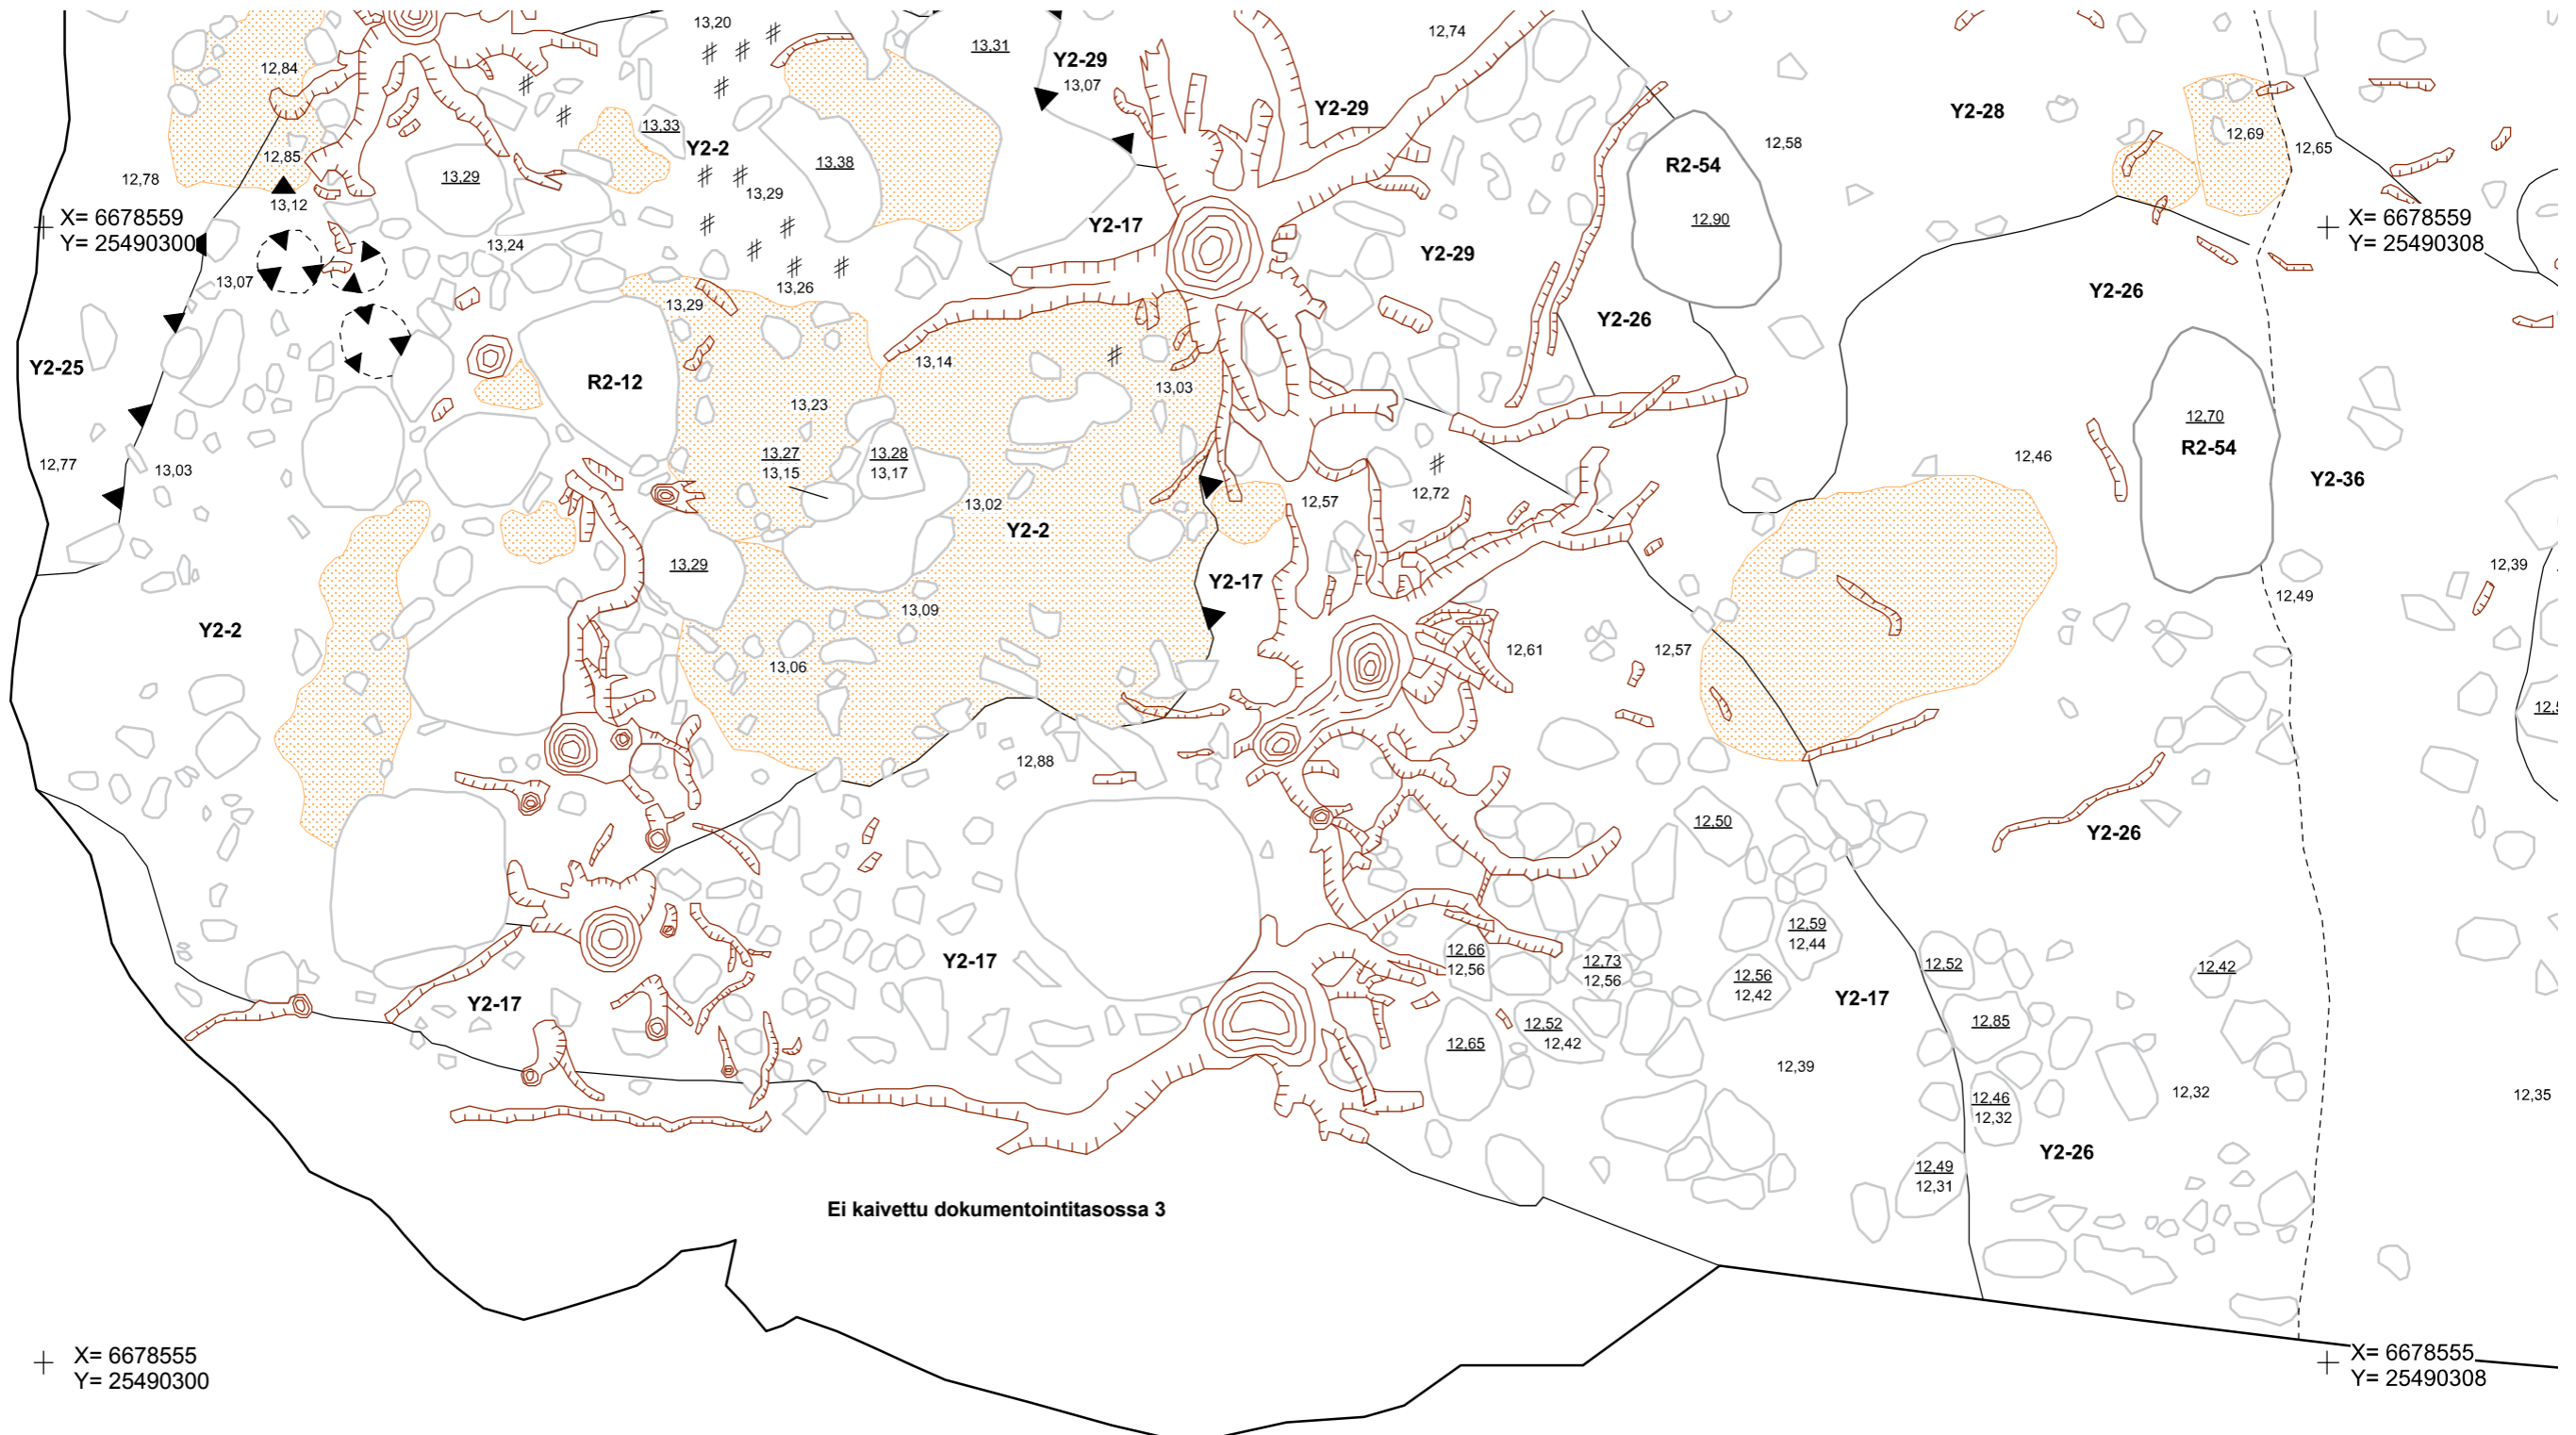 13,20
13,31
12,74
Y2-29
13,07
12,84
Y2-29
Y2-28
12,69
12,65
13,33
Y2-2
12,58
12,85
13,38
R2-54
12,78
13,29
13,29
13,12
12,90
X= 6678559
Y= 25490300
Y2-17
X= 6678559
Y= 25490308
13,24
Y2-29
13,07
13,26
Y2-26
13,29
Y2-26
13,14
Y2-25
R2-12
13,03
13,23
12,70
R2-54
13,27
13,15
13,28
13,17
12,46
12,77
13,03
Y2-36
12,72
13,02
12,57
Y2-2
13,29
12,39
Y2-17
12,49
13,09
Y2-2
12,61
12,57
13,06
12,88
12,50
Y2-26
12,59
12,44
12,66
12,56
12,73
12,56
Y2-17
12,52
12,42
12,56
12,42
Y2-17
Y2-17
12,52
12,42
12,85
12,65
12,39
12,32
12,35
12,46
12,32
Y2-26
12,49
12,31
Ei kaivettu dokumentointitasossa 3
X= 6678555
Y= 25490300
X= 6678555
Y= 25490308